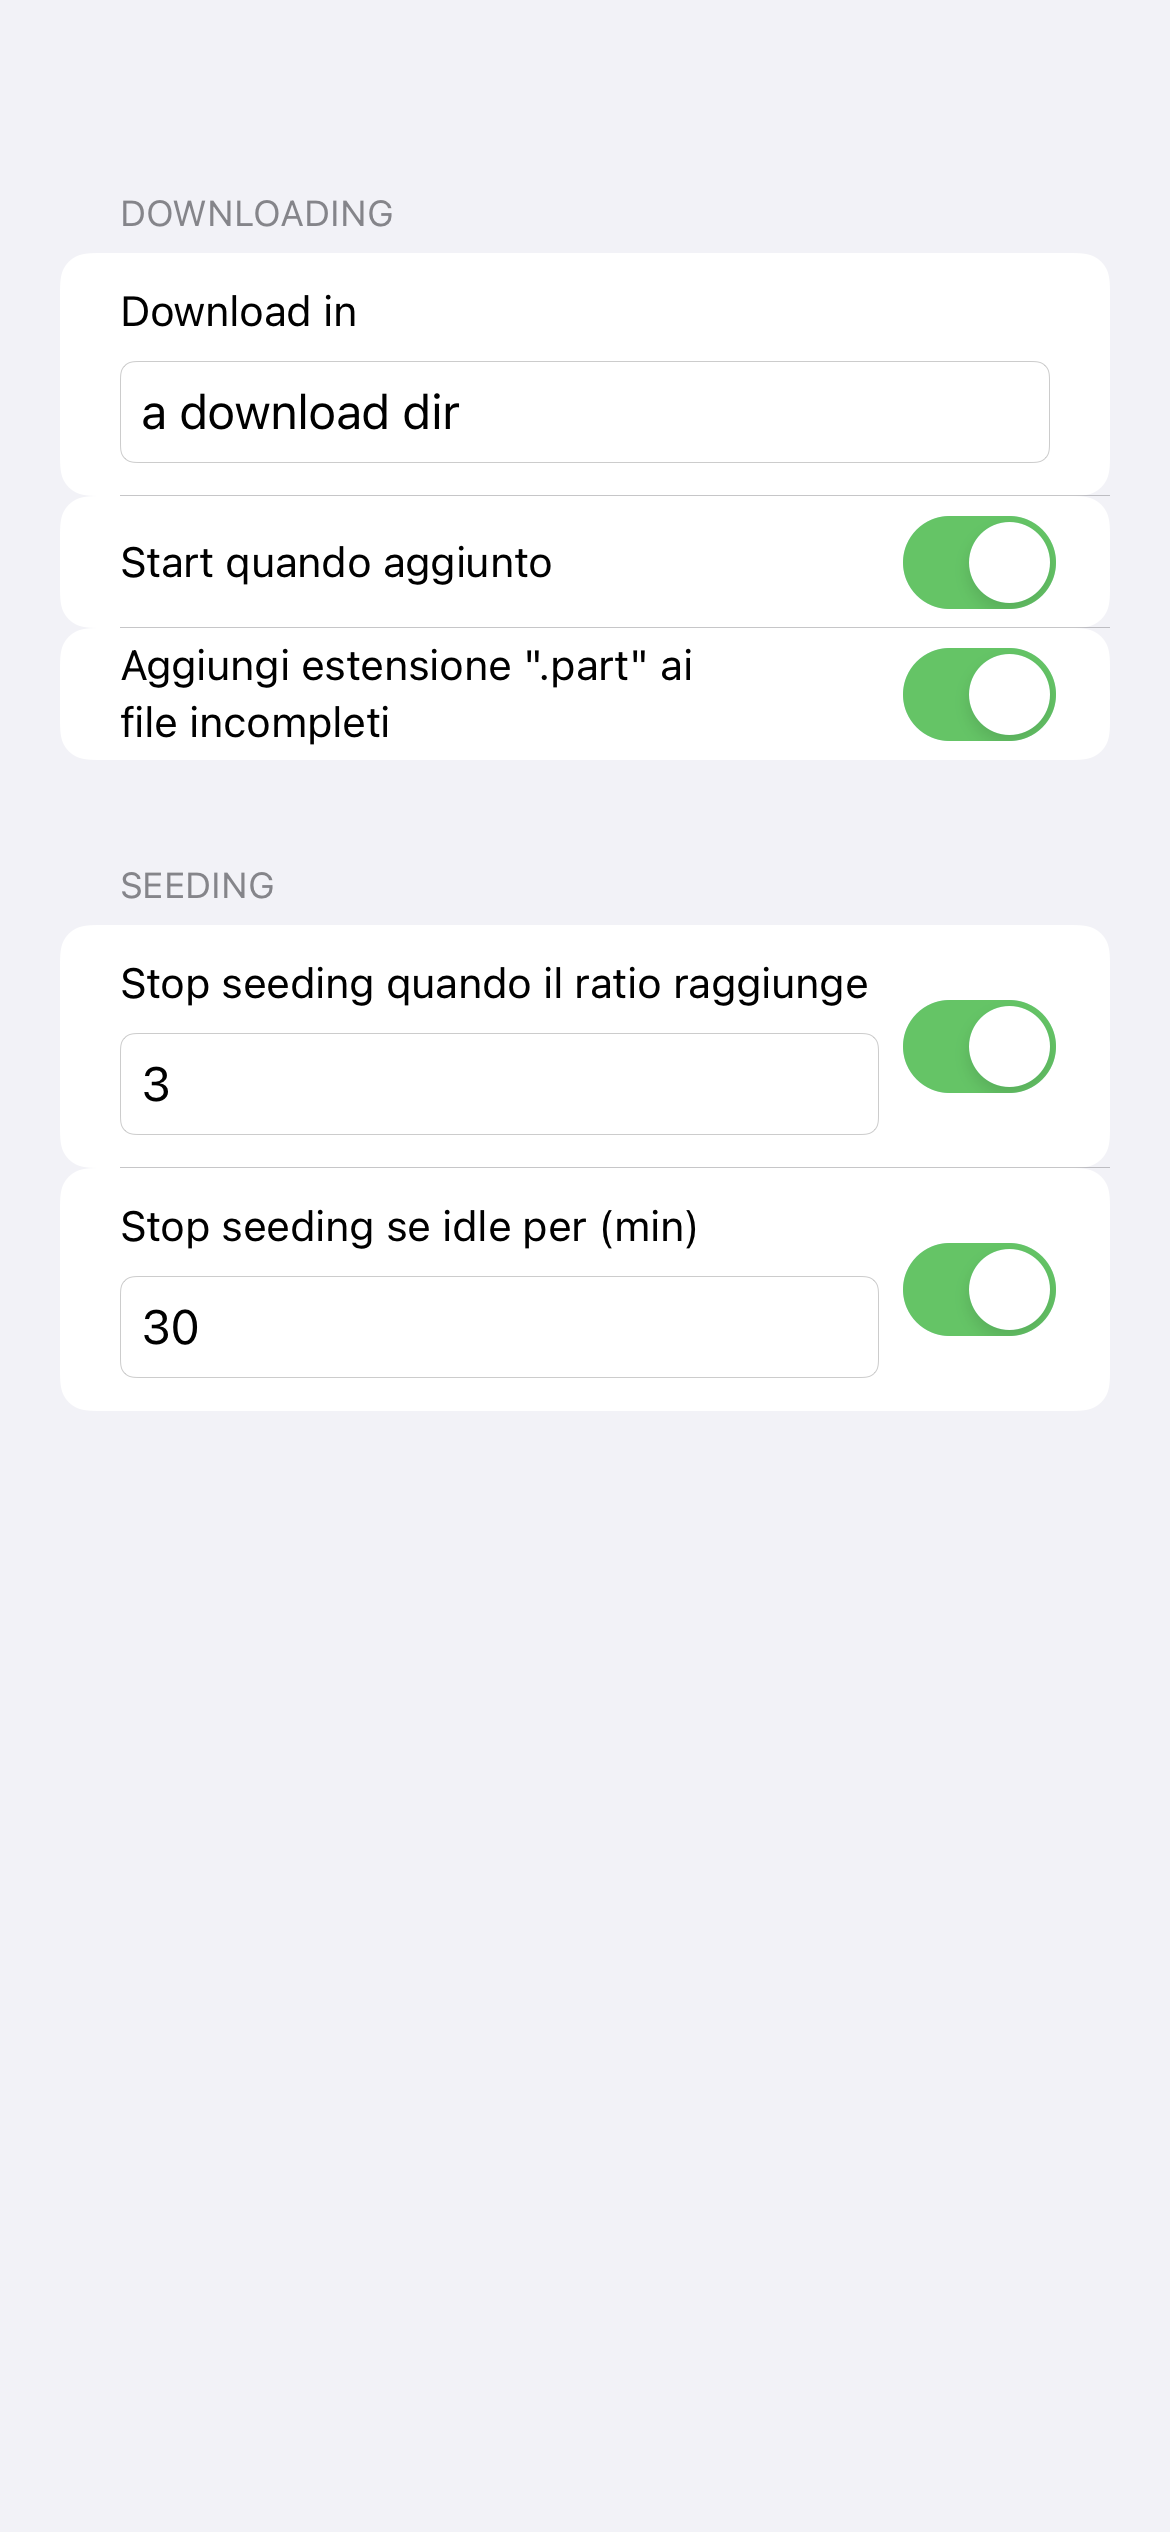 DOWNLOADING
Download in
a download dir
Start quando aggiunto
Aggiungi estensione ".part" ai
file incompleti
SEEDING
Stop seeding quando il ratio raggiunge
3
Stop seeding se idle per (min)
30